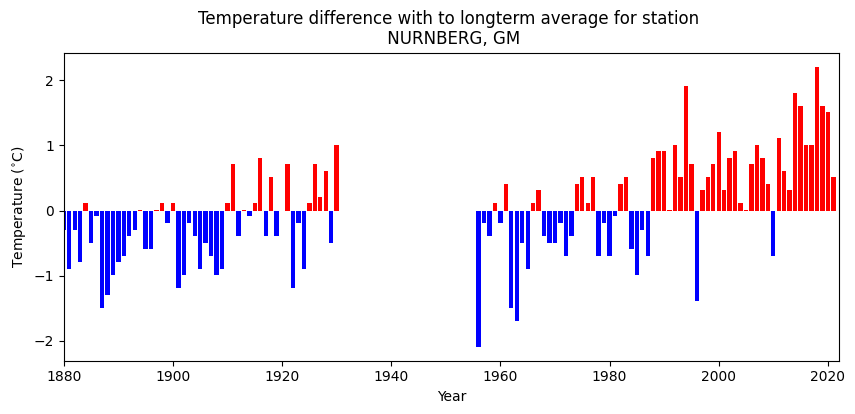 Temperature difference with to longterm average for station
NURNBERG, GM
Temperature (°C)
2
1
0
−1
−2
1880 1900 1920 1940 1960 1980 2000 2020
Year